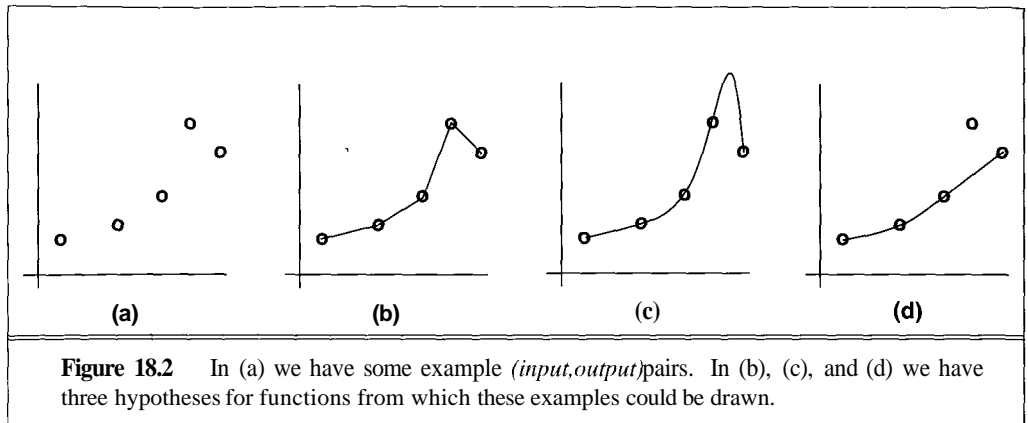 (a) (b) (c) (d)
Figure 18.2 In (a) we have some example (input,output)pairs. In (b), (c), and (d) we have
three hypotheses for functions from which these examples could be drawn.